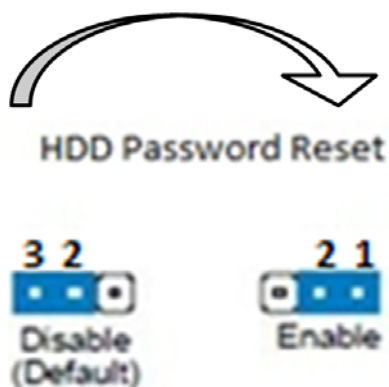 HDD Password Reset
3 2
2 1
Disable
(Default)
Enable